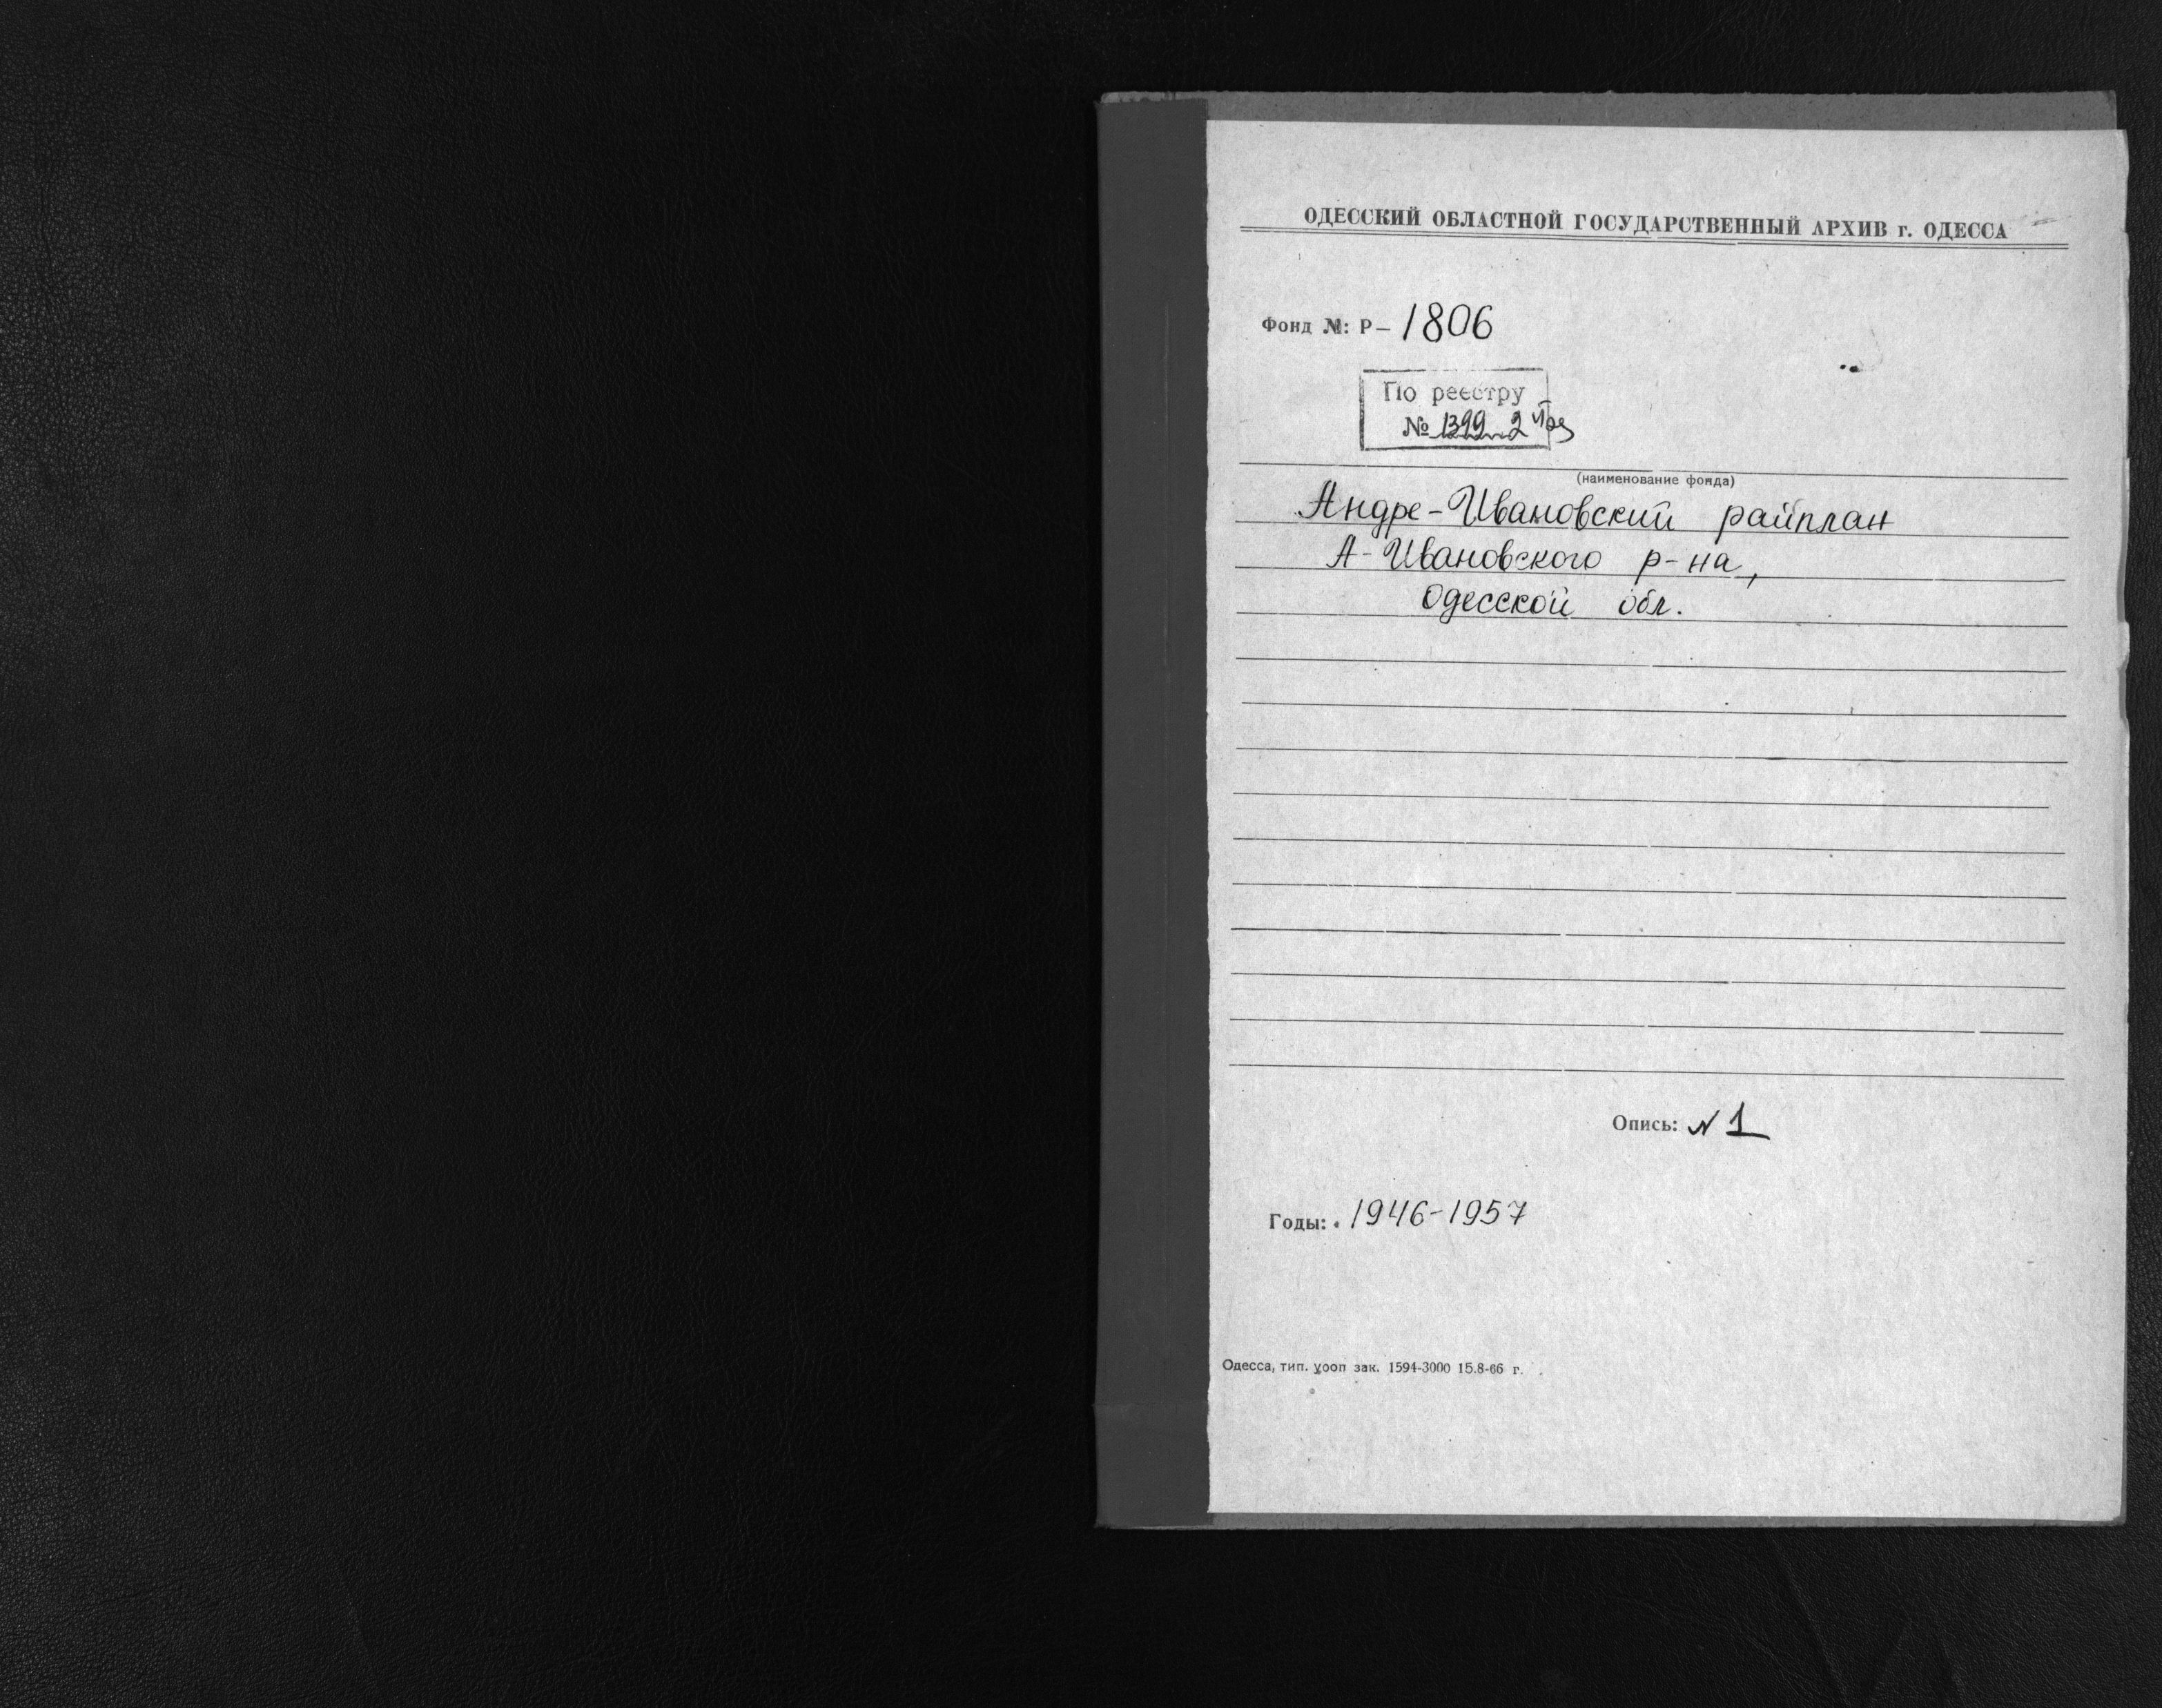 ОДЕССКИЙ ОБЛАСТНОЙ ГОСУДАРСТВЕННЫЙ АРХИВ г. ОДЕССА
Фонд №: Р- 1806
По реестру
№ 1399 2
(наименование фонда)
Андре-Ивановский райплан
А-Ивановского р-на,
Одесской обл.
Опись: N 1
Годы: 1946-1957
Одесса, тип. уооп зак. 1594-3000 15.8-66 г.